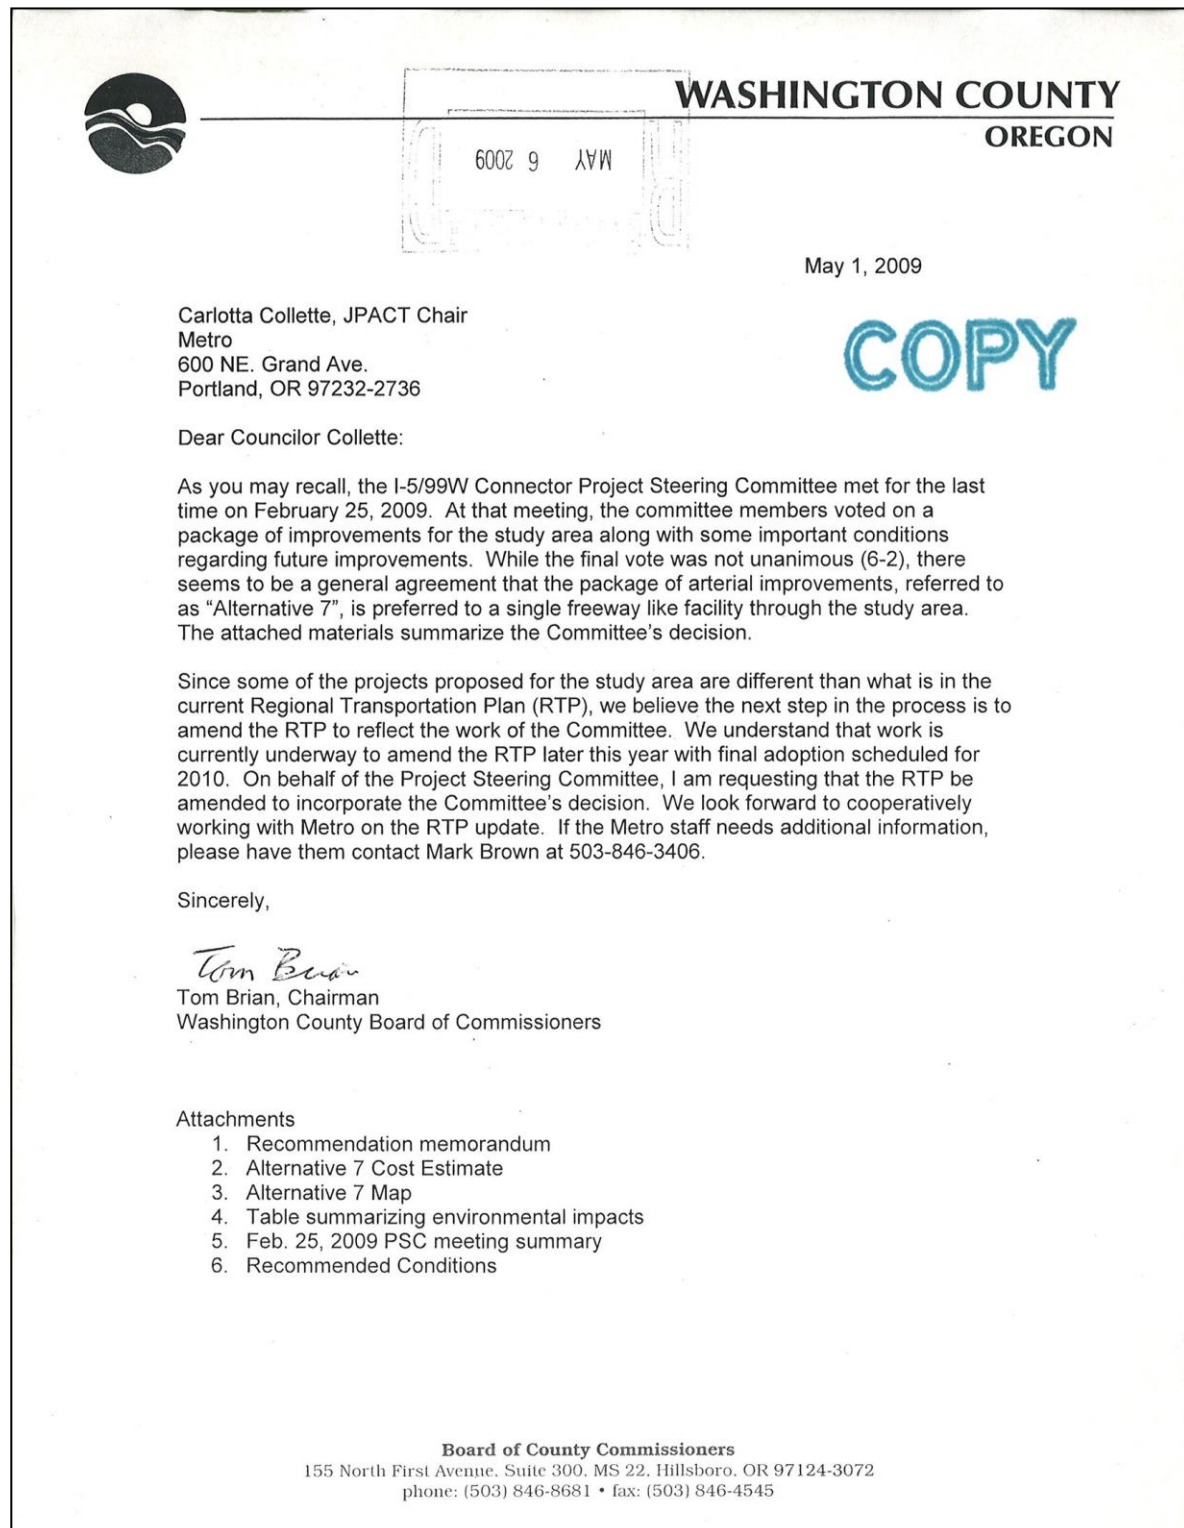 WASHINGTON COUNTY
OREGON
MAY 6 2009
May 1, 2009
COPY
Carlotta Collette, JPACT Chair
Metro
600 NE. Grand Ave.
Portland, OR 97232-2736
Dear Councilor Collette:
As you may recall, the I-5/99W Connector Project Steering Committee met for the last
time on February 25, 2009. At that meeting, the committee members voted on a
package of improvements for the study area along with some important conditions
regarding future improvements. While the final vote was not unanimous (6-2), there
seems to be a general agreement that the package of arterial improvements, referred to
as “Alternative 7”, is preferred to a single freeway like facility through the study area.
The attached materials summarize the Committee’s decision.
Since some of the projects proposed for the study area are different than what is in the
current Regional Transportation Plan (RTP), we believe the next step in the process is to
amend the RTP to reflect the work of the Committee. We understand that work is
currently underway to amend the RTP later this year with final adoption scheduled for
2010. On behalf of the Project Steering Committee, I am requesting that the RTP be
amended to incorporate the Committee’s decision. We look forward to cooperatively
working with Metro on the RTP update. If the Metro staff needs additional information,
please have them contact Mark Brown at 503-846-3406.
Sincerely,
Tom Brian
Tom Brian, Chairman
Washington County Board of Commissioners
Attachments
1. Recommendation memorandum
2. Alternative 7 Cost Estimate
3. Alternative 7 Map
4. Table summarizing environmental impacts
5. Feb. 25, 2009 PSC meeting summary
6. Recommended Conditions
Board of County Commissioners
155 North First Avenue, Suite 300, MS 22, Hillsboro, OR 97124-3072
phone: (503) 846-8681 • fax: (503) 846-4545